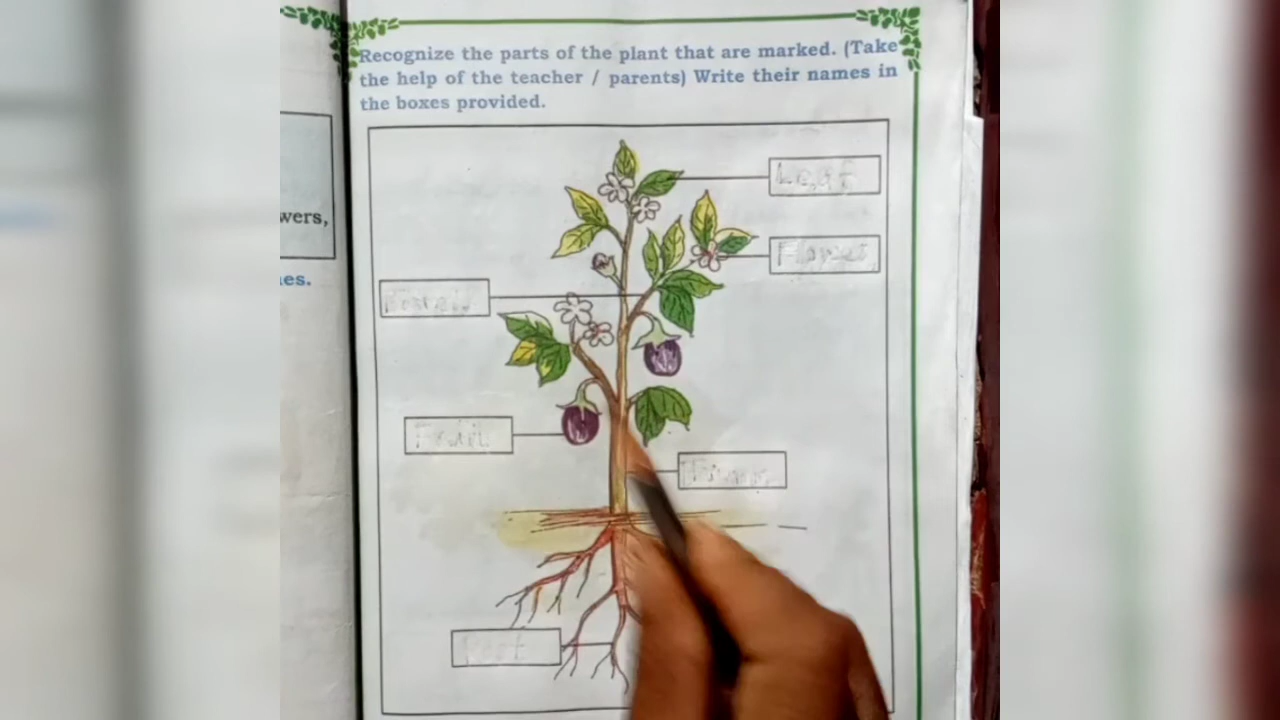 Recognize the parts of the plant that are marked. (Take
the help of the teacher / parents) Write their names in
the boxes provided.
wers,
es.
Leaf
Flower
Fruit
Root